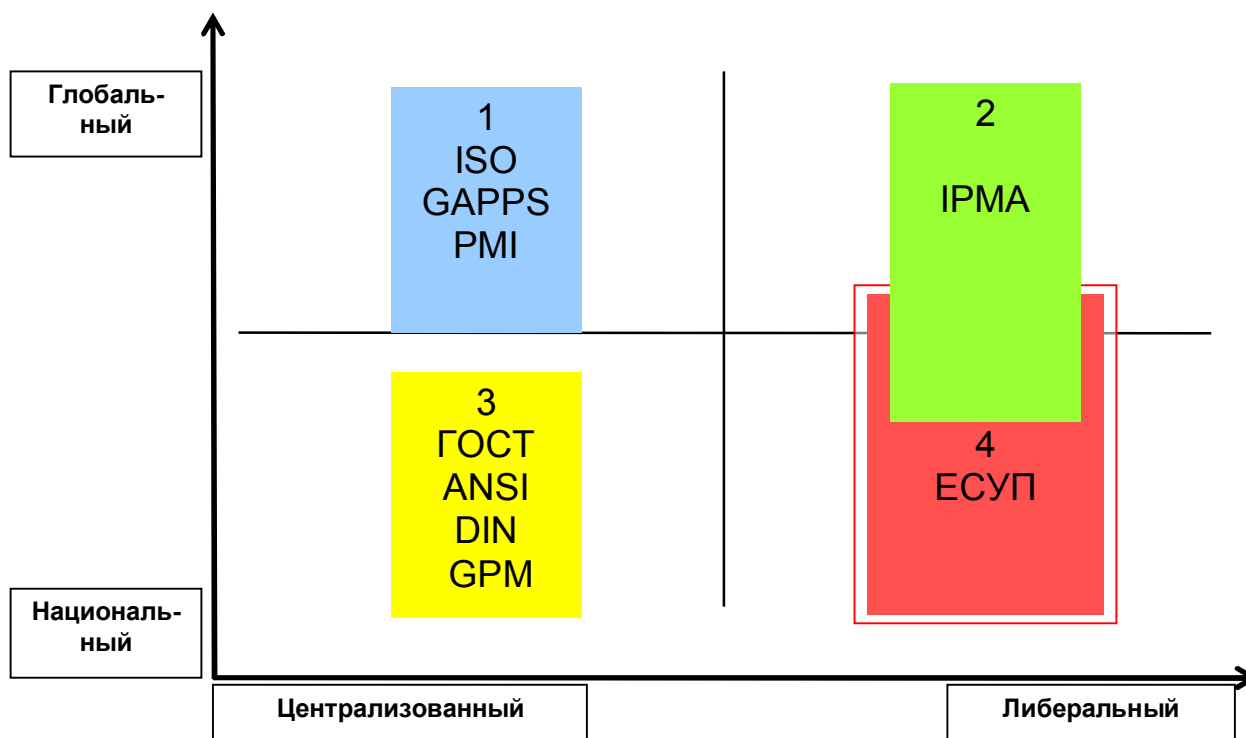 Глобаль-
ный
1
ISO
GAPPS
PMI
2
IPMA
3
ГОСТ
ANSI
DIN
GPM
4
ЕСУП
Националь-
ный
Централизованный
Либеральный